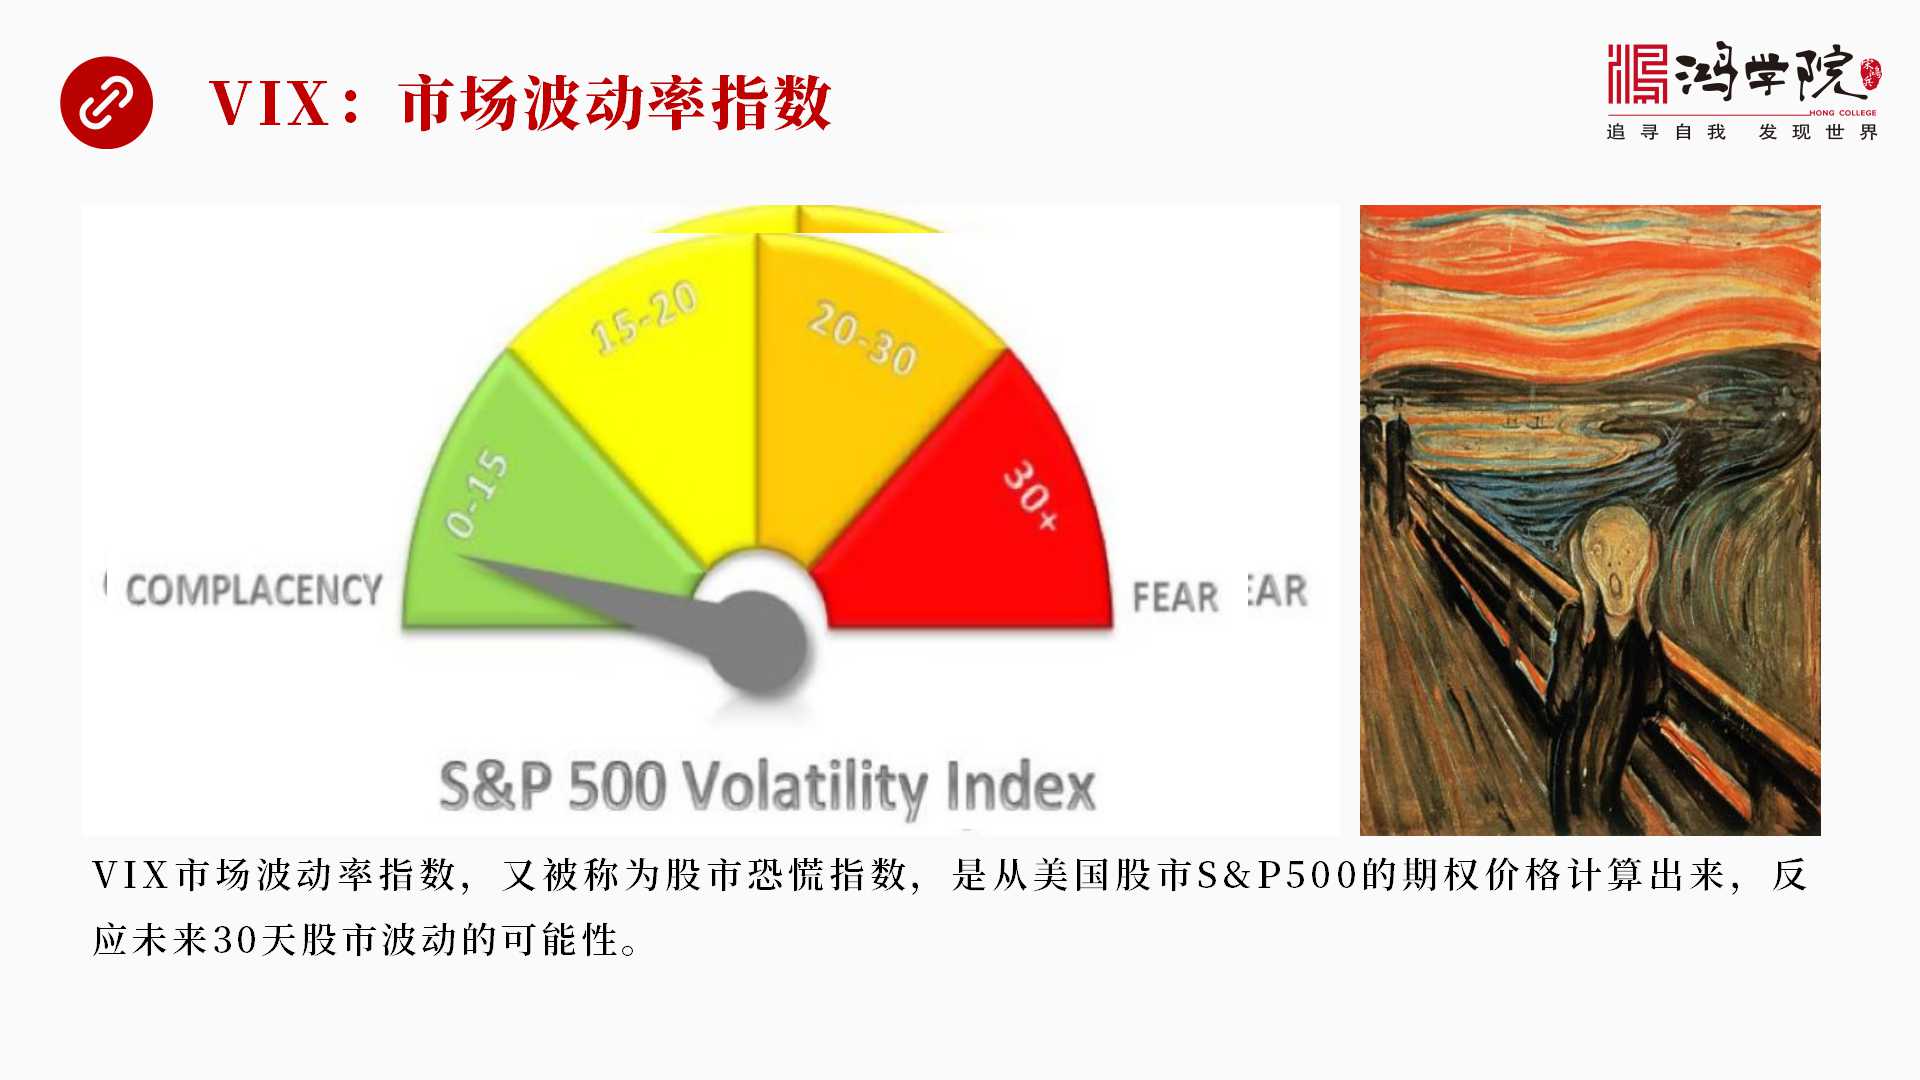 VIX：市场波动率指数
鸿学院
HONG COLLEGE
追寻自我 发现世界
15-20
20-30
0-15
30+
COMPLACENCY
FEAR
EAR
S&P 500 Volatility Index
VIX市场波动率指数，又被称为股市恐慌指数，是从美国股市S&P500的期权价格计算出来，反
应未来30天股市波动的可能性。